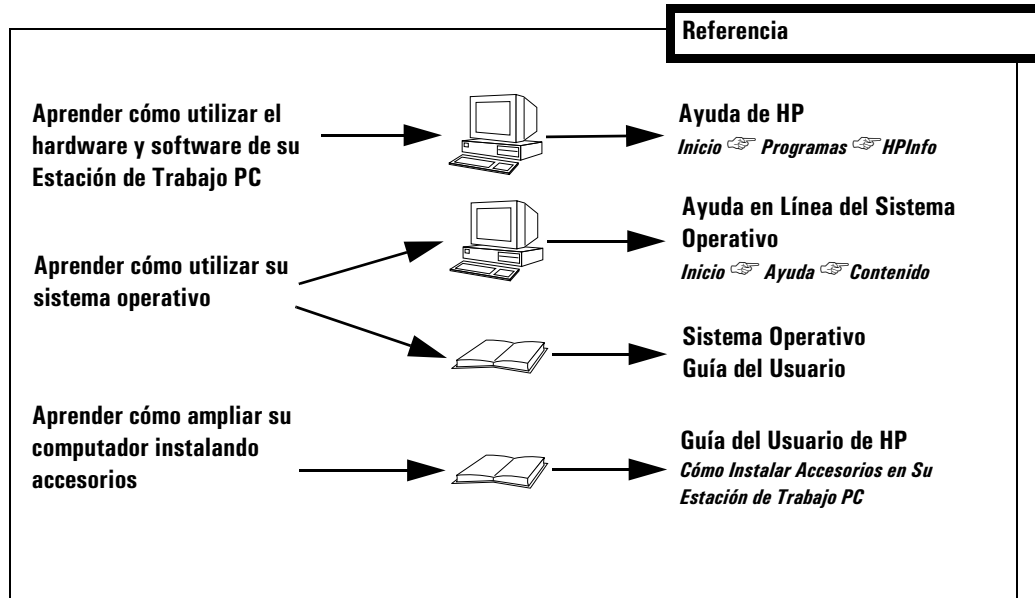 Referencia
Aprender cómo utilizar el
hardware y software de su
Estación de Trabajo PC
Ayuda de HP
Inicio ☞ Programas ☞ HPInfo
Aprender cómo utilizar su
sistema operativo
Ayuda en Línea del Sistema
Operativo
Inicio ☞ Ayuda ☞ Contenido
Sistema Operativo
Guía del Usuario
Aprender cómo ampliar su
computador instalando
accesorios
Guía del Usuario de HP
Cómo Instalar Accesorios en Su
Estación de Trabajo PC